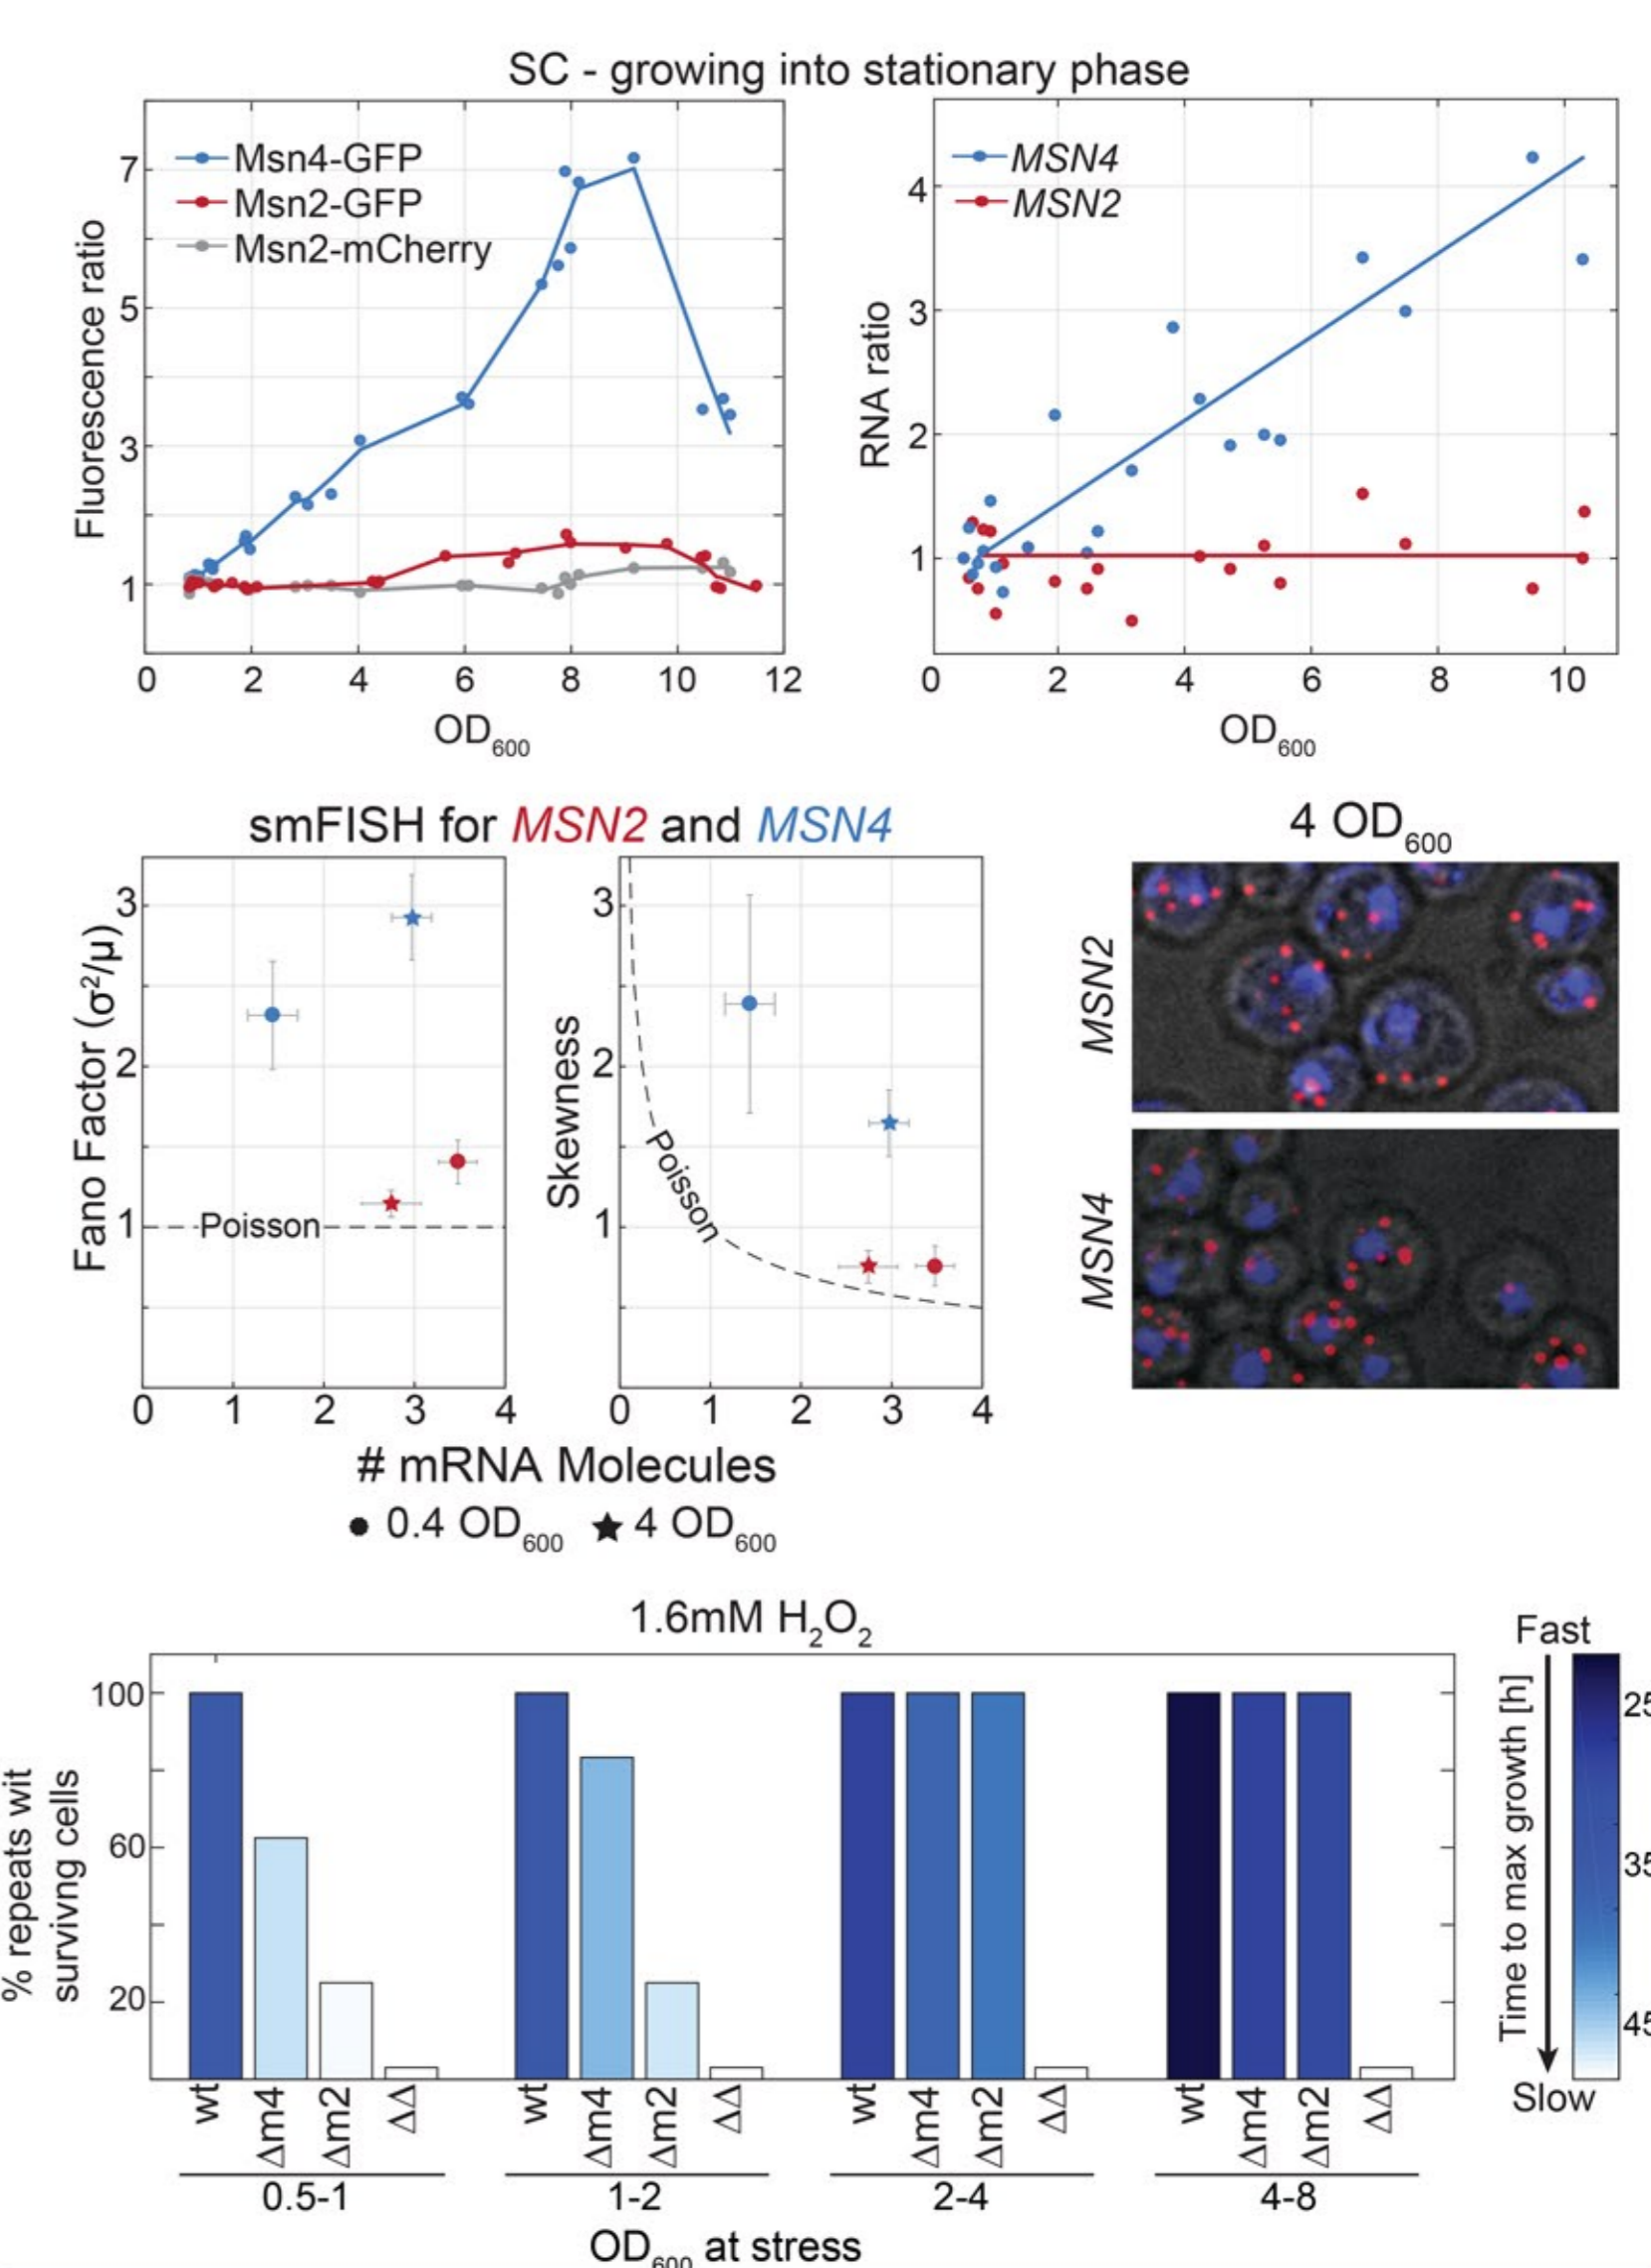 SC - growing into stationary phase
Fluorescence ratio
Msn4-GFP
Msn2-GFP
Msn2-mCherry
7
5
3
1
0 2 4 6 8 10 12
OD600
RNA ratio
MSN4
MSN2
4
3
2
1
0 2 4 6 8 10
OD600
smFISH for MSN2 and MSN4
Fano Factor (σ²/μ)
3
2
1
Poisson
0 1 2 3 4
Skewness
3
2
1
Poisson
0 1 2 3 4
# mRNA Molecules
0.4 OD600 4 OD600
4 OD600
MSN2
MSN4
1.6mM H2O2
% repeats wit
survivng cells
100
60
20
wt Δm4 Δm2 ΔΔ
wt Δm4 Δm2 ΔΔ
wt Δm4 Δm2 ΔΔ
wt Δm4 Δm2 ΔΔ
0.5-1 1-2 2-4 4-8
OD600 at stress
Fast
Time to max growth [h]
25
35
45
Slow